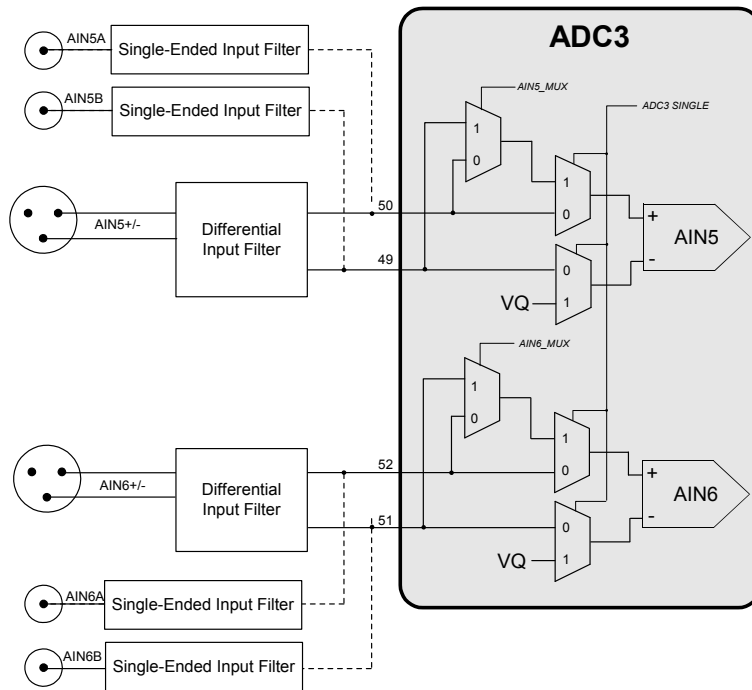 ADC3
AIN5A
Single-Ended Input Filter
AIN5B
Single-Ended Input Filter
AIN5_MUX
ADC3 SINGLE
1
0
1
0
AIN5+/-
Differential
Input Filter
50
49
+
-
AIN5
0
1
VQ
AIN6_MUX
1
0
1
0
AIN6+/-
Differential
Input Filter
52
51
+
-
AIN6
0
1
VQ
AIN6A
Single-Ended Input Filter
AIN6B
Single-Ended Input Filter